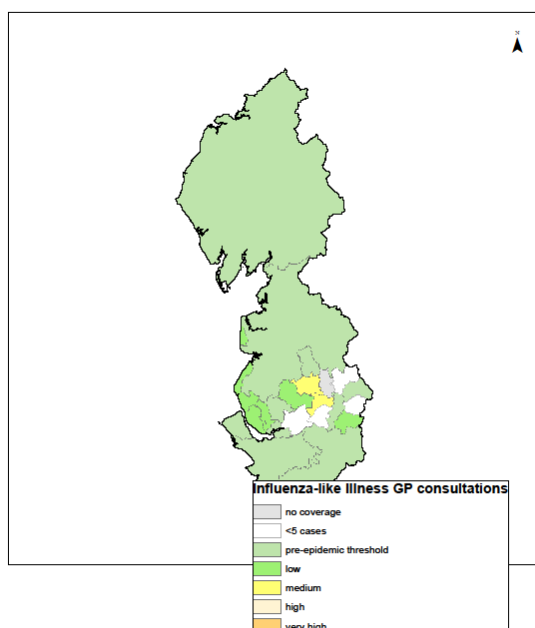 N
Influenza-like Illness GP consultations
no coverage
<5 cases
pre-epidemic threshold
low
medium
high
very high